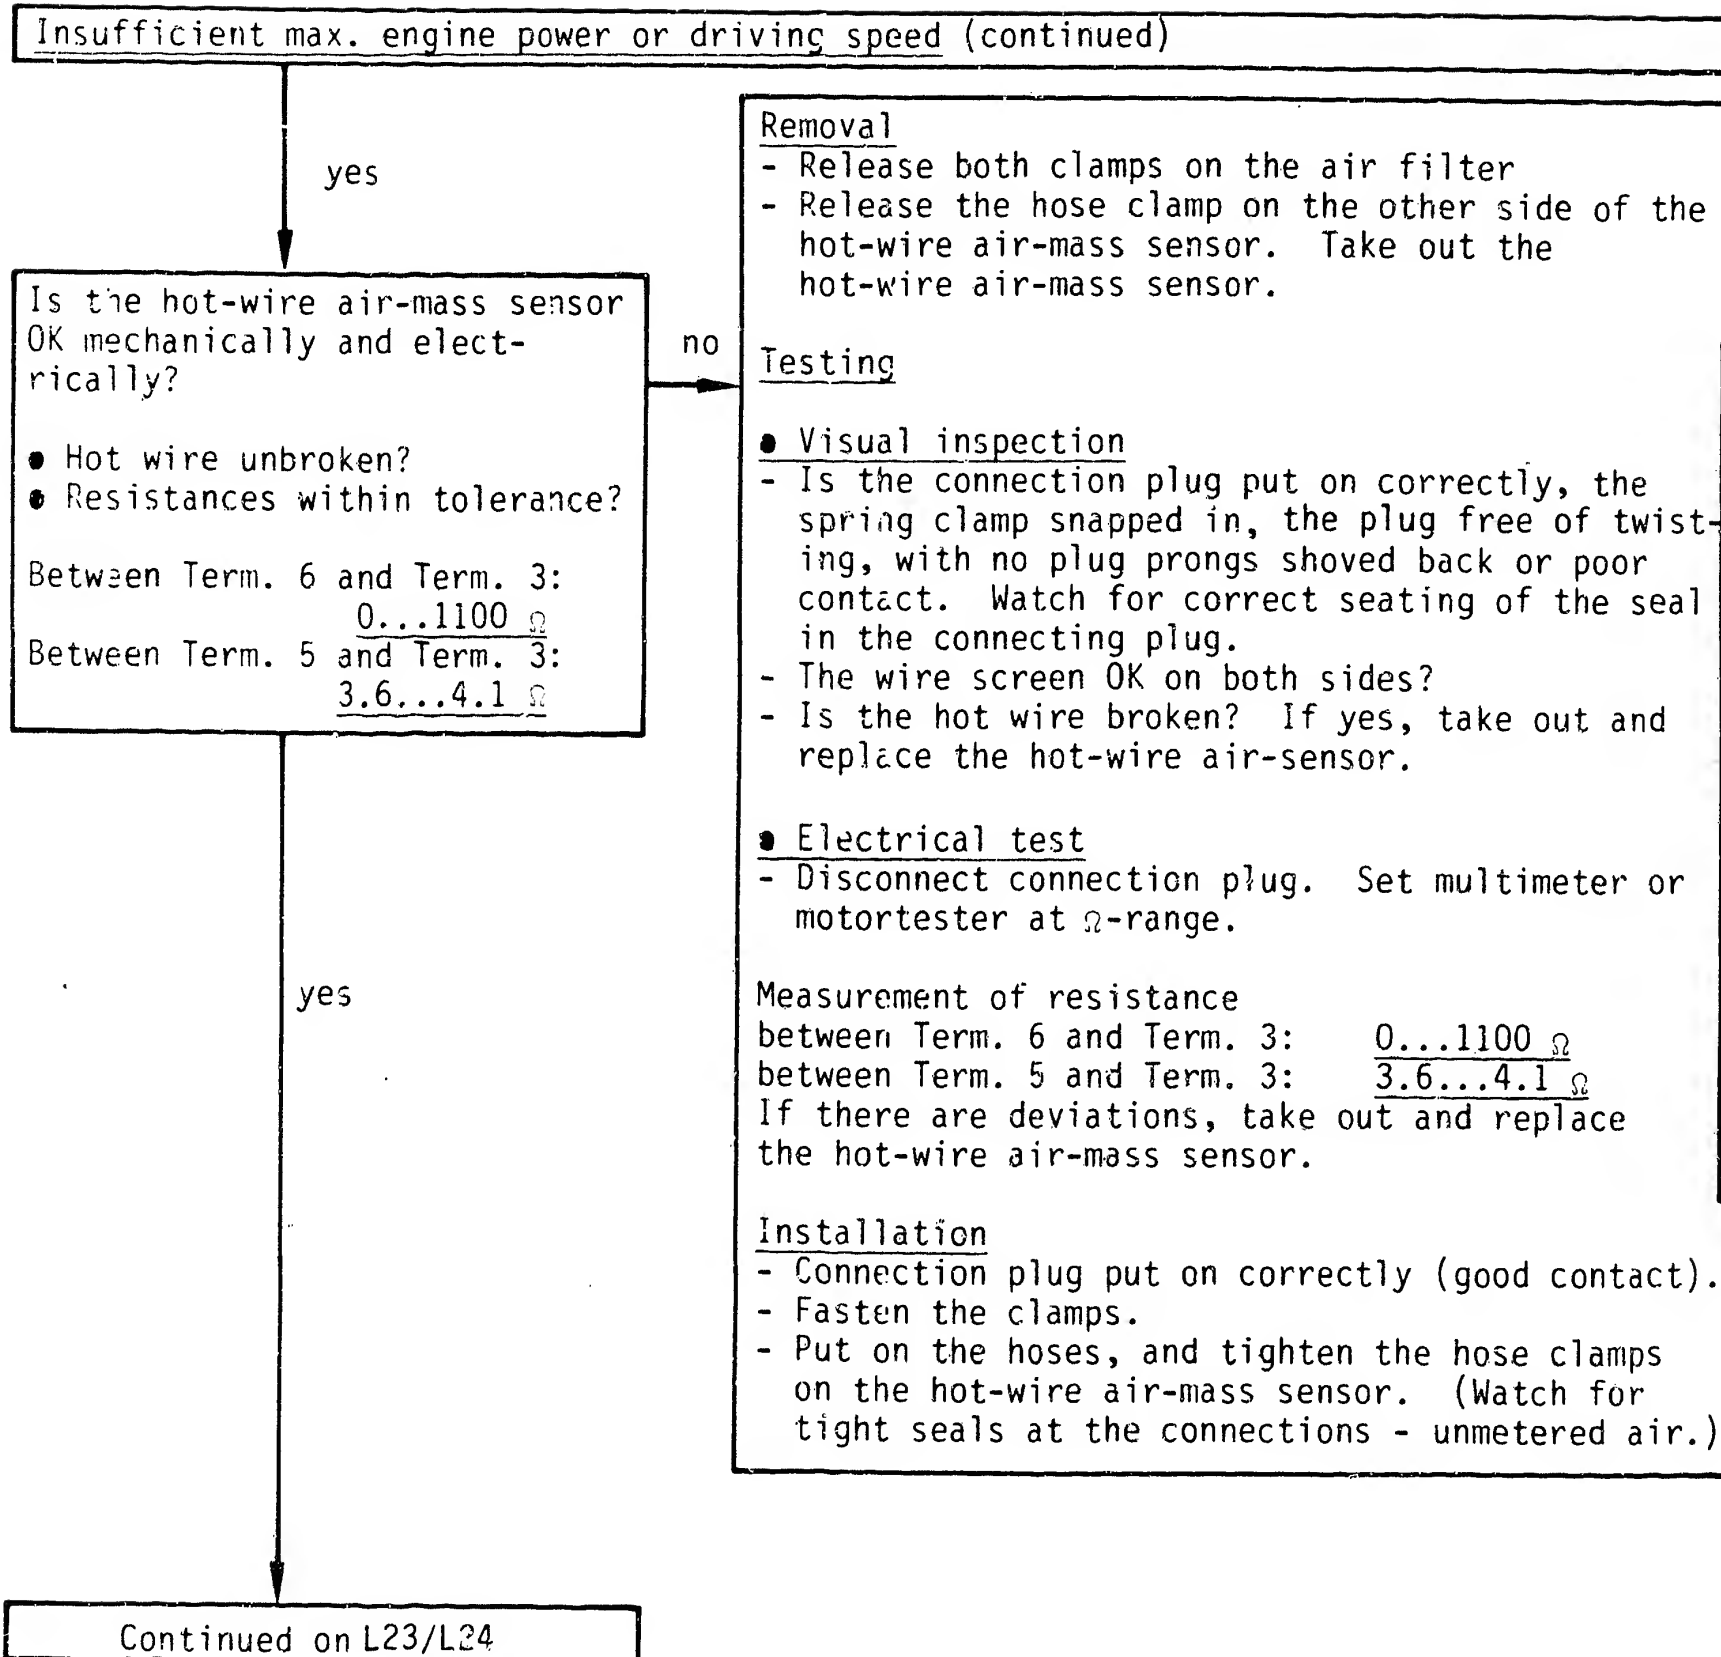 Insufficient max. engine power or driving speed (continued)
yes
Is the hot-wire air-mass sensor
OK mechanically and elect-
rically?
● Hot wire unbroken?
● Resistances within tolerance?
Between Term. 6 and Term. 3:
0...1100 Ω
Between Term. 5 and Term. 3:
3.6...4.1 Ω
no
Removal
- Release both clamps on the air filter
- Release the hose clamp on the other side of the
hot-wire air-mass sensor. Take out the
hot-wire air-mass sensor.
Testing
● Visual inspection
- Is the connection plug put on correctly, the
spring clamp snapped in, the plug free of twist-
ing, with no plug prongs shoved back or poor
contact. Watch for correct seating of the seal
in the connecting plug.
- The wire screen OK on both sides?
- Is the hot wire broken? If yes, take out and
replace the hot-wire air-sensor.
● Electrical test
- Disconnect connection plug. Set multimeter or
motortester at Ω-range.
Measurement of resistance
between Term. 6 and Term. 3: 0...1100 Ω
between Term. 5 and Term. 3: 3.6...4.1 Ω
If there are deviations, take out and replace
the hot-wire air-mass sensor.
Installation
- Connection plug put on correctly (good contact).
- Fasten the clamps.
- Put on the hoses, and tighten the hose clamps
on the hot-wire air-mass sensor. (Watch for
tight seals at the connections - unmetered air.)
yes
Continued on L23/L24